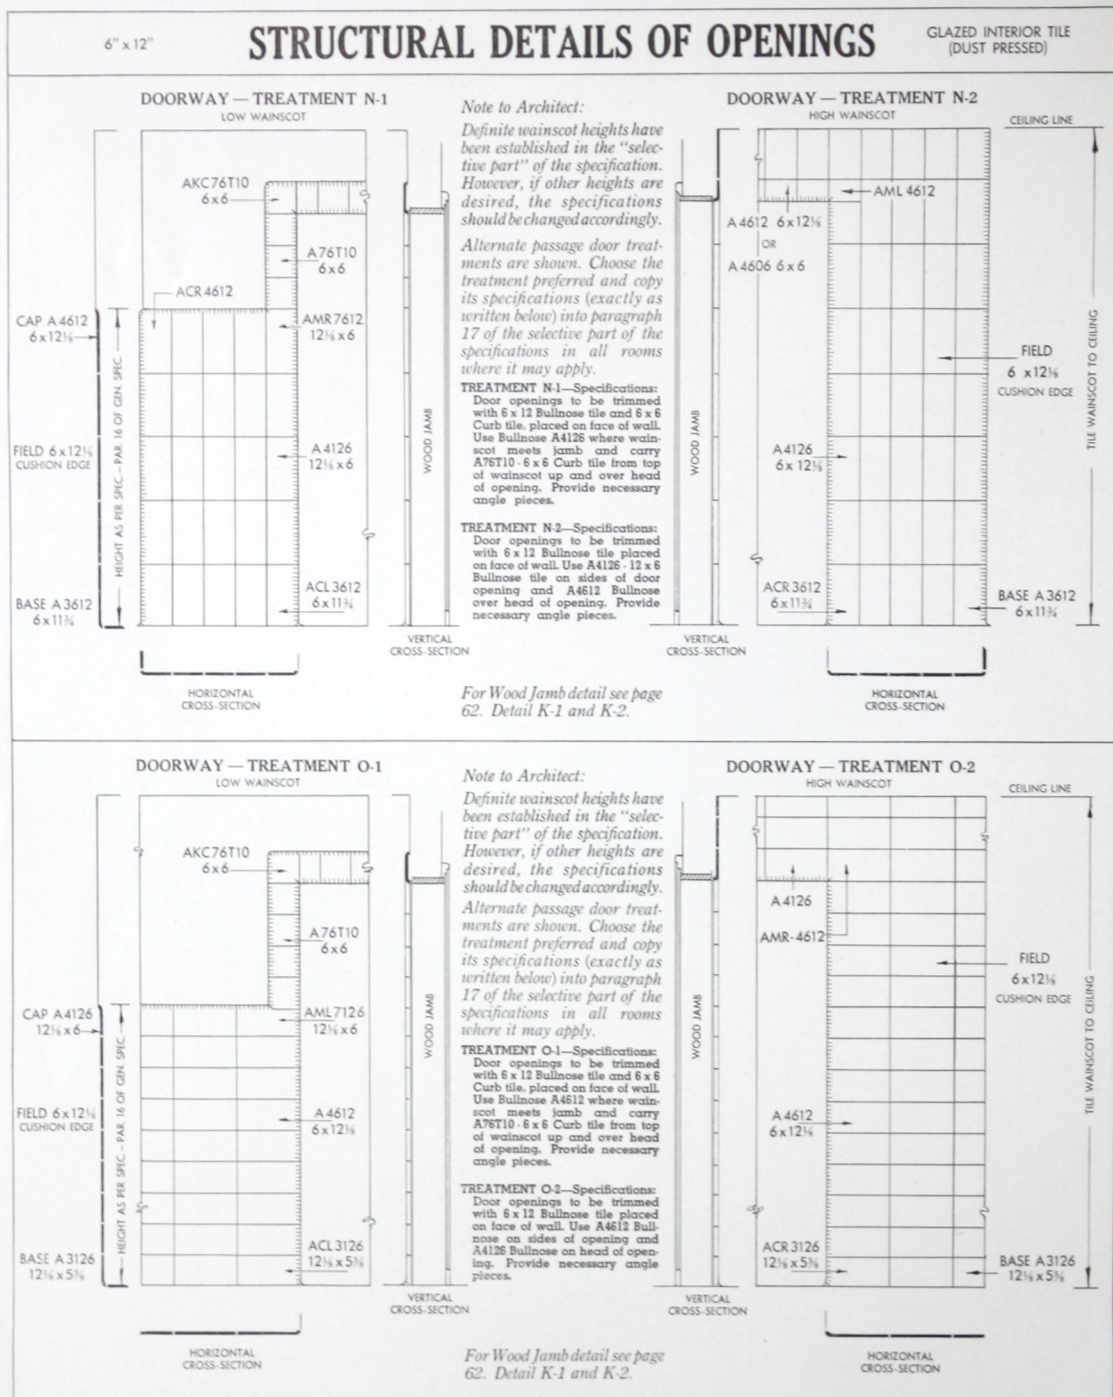 6" x 12"
STRUCTURAL DETAILS OF OPENINGS
GLAZED INTERIOR TILE
(DUST PRESSED)
DOORWAY — TREATMENT N-1
LOW WAINSCOT
AKC76T10
6x6
A76T10
6x6
ACR 4612
CAP A 4612
6x12⅛
AMR7612
12⅛ x 6
HEIGHT AS PER SPEC. - PAR. 16 OF GEN. SPEC.
FIELD 6x12⅛
CUSHION EDGE
A 4126
12⅛ x 6
ACL3612
6x11¾
BASE A 3612
6x11¾
HORIZONTAL
CROSS-SECTION
WOOD JAMB
VERTICAL
CROSS-SECTION
Note to Architect:
Definite wainscot heights have
been established in the "selec-
tive part" of the specification.
However, if other heights are
desired, the specifications
should be changed accordingly.
Alternate passage door treat-
ments are shown. Choose the
treatment preferred and copy
its specifications (exactly as
written below) into paragraph
17 of the selective part of the
specifications in all rooms
where it may apply.
TREATMENT N-1—Specifications:
Door openings to be trimmed
with 6 x 12 Bullnose tile and 6 x 6
Curb tile, placed on face of wall.
Use Bullnose A4126 where wain-
scot meets jamb and carry
A76T10 - 6 x 6 Curb tile from top
of wainscot up and over head
of opening. Provide necessary
angle pieces.
TREATMENT N-2—Specifications:
Door openings to be trimmed
with 6 x 12 Bullnose tile placed
on face of wall. Use A4126 - 12 x 6
Bullnose tile on sides of door
opening and A4612 Bullnose
over head of opening. Provide
necessary angle pieces.
For Wood Jamb detail see page
62. Detail K-1 and K-2.
DOORWAY — TREATMENT N-2
HIGH WAINSCOT
CEILING LINE
AML 4612
A 4612 6x12⅛
OR
A 4606 6x6
FIELD
6 x12⅛
CUSHION EDGE
TILE WAINSCOT TO CEILING
WOOD JAMB
A 4126
6x 12⅛
ACR 3612
6x11¾
BASE A 3612
6x11¾
VERTICAL
CROSS-SECTION
HORIZONTAL
CROSS-SECTION
DOORWAY — TREATMENT O-1
LOW WAINSCOT
AKC76T10
6x6
A76T10
6x6
CAP A 4126
12⅛ x 6
AML7126
12⅛ x 6
HEIGHT AS PER SPEC. - PAR. 16 OF GEN. SPEC.
FIELD 6x12⅛
CUSHION EDGE
A 4612
6x12⅛
ACL 3126
12⅛ x 5⅝
BASE A 3126
12⅛ x 5⅝
HORIZONTAL
CROSS-SECTION
WOOD JAMB
VERTICAL
CROSS-SECTION
Note to Architect:
Definite wainscot heights have
been established in the "selec-
tive part" of the specification.
However, if other heights are
desired, the specifications
should be changed accordingly.
Alternate passage door treat-
ments are shown. Choose the
treatment preferred and copy
its specifications (exactly as
written below) into paragraph
17 of the selective part of the
specifications in all rooms
where it may apply.
TREATMENT O-1—Specifications:
Door openings to be trimmed
with 6 x 12 Bullnose tile and 6 x 6
Curb tile, placed on face of wall.
Use Bullnose A4612 where wain-
scot meets jamb and carry
A76T10 - 6 x 6 Curb tile from top
of wainscot up and over head
of opening. Provide necessary
angle pieces.
TREATMENT O-2—Specifications:
Door openings to be trimmed
with 6 x 12 Bullnose tile placed
on face of wall. Use A4612 Bull-
nose on sides of opening and
A4126 Bullnose on head of open-
ing. Provide necessary angle
pieces.
For Wood Jamb detail see page
62. Detail K-1 and K-2.
DOORWAY — TREATMENT O-2
HIGH WAINSCOT
CEILING LINE
A 4126
AMR-4612
FIELD
6x12⅛
CUSHION EDGE
TILE WAINSCOT TO CEILING
WOOD JAMB
A 4612
6x12⅛
ACR 3126
12⅛ x 5⅝
BASE A 3126
12⅛ x 5⅝
VERTICAL
CROSS-SECTION
HORIZONTAL
CROSS-SECTION